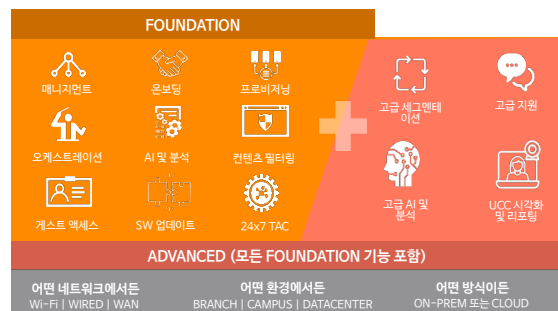 FOUNDATION
매니지먼트
온보딩
프로비저닝
오케스트레이션
AI 및 분석
컨텐츠 필터링
게스트 액세스
SW 업데이트
24x7 TAC
고급 세그멘테
이션
고급 지원
고급 AI 및
분석
UCC 시각화
및 리포팅
ADVANCED (모든 FOUNDATION 기능 포함)
어떤 네트워크에서든
Wi-Fi | WIRED | WAN
어떤 환경에서든
BRANCH | CAMPUS | DATACENTER
어떤 방식이든
ON-PREM 또는 CLOUD